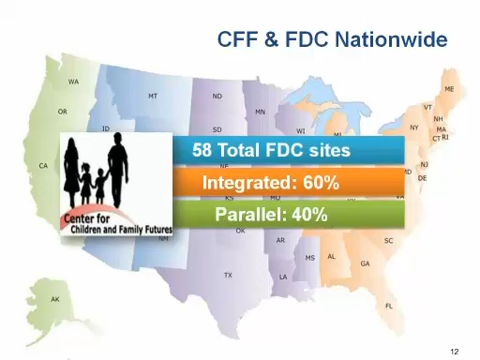 CFF & FDC Nationwide
WA
OR
CA
ID
MT
ND
SD
MN
WI
MI
NY
ME
VT
NH
MA
CT RI
NJ
DE
MD
VA
58 Total FDC sites
Integrated: 60%
Parallel: 40%
Center for
Children and Family Futures
NM
KS
OK
TX
AR
LA
MS
AL
GA
SC
FL
AK
12